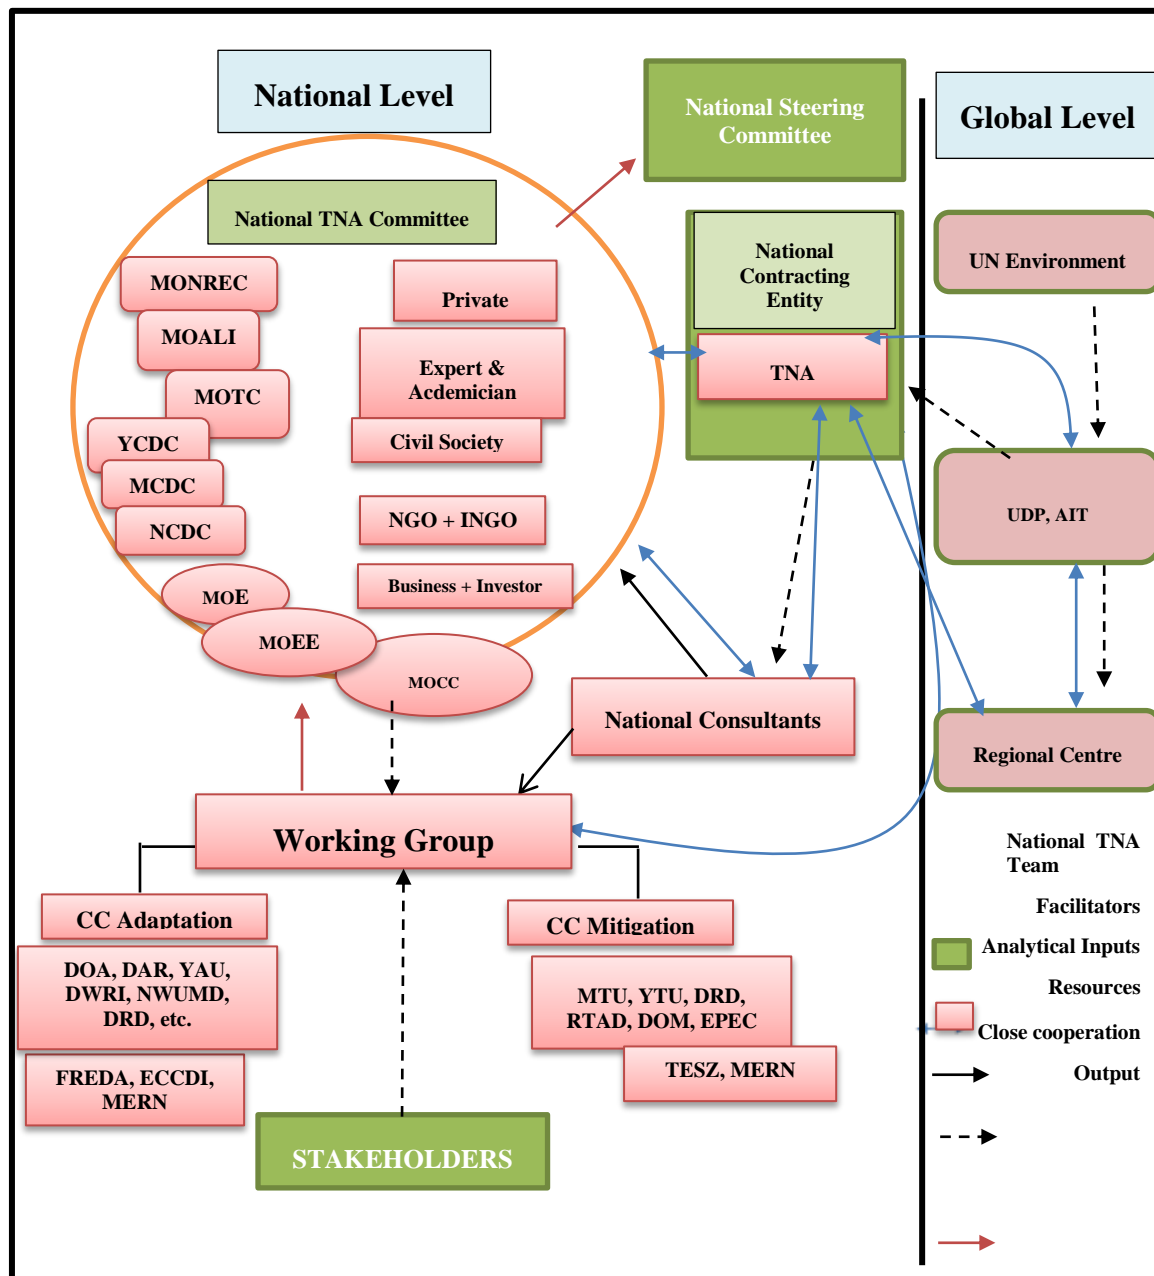 National Level
National Steering
Committee
Global Level
National TNA Committee
MONREC
MOALI
MOTC
YCDC
MCDC
NCDC
MOE
MOEE
MOCC
Private
Expert &
Acdemician
Civil Society
NGO + INGO
Business + Investor
National
Contracting
Entity
TNA
UN Environment
UDP, AIT
Regional Centre
National Consultants
Working Group
CC Adaptation
DOA, DAR, YAU,
DWRI, NWUMD,
DRD, etc.
FREDA, ECCDI,
MERN
CC Mitigation
MTU, YTU, DRD,
RTAD, DOM, EPEC
TESZ, MERN
STAKEHOLDERS
National TNA
Team
Facilitators
Analytical Inputs
Resources
Close cooperation
Output